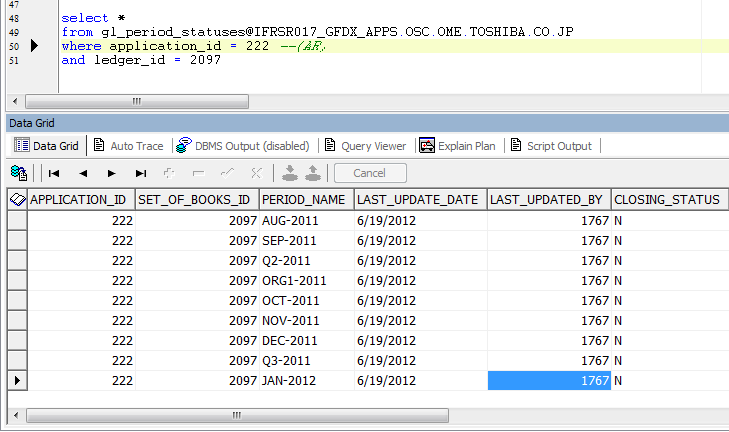 47
48 select *
49 from gl_period_statuses@IFRSR017_GFDX_APPS.OSC.OME.TOSHIBA.CO.JP
50 where application_id = 222 --(AR)
51 and ledger_id = 2097
Data Grid
Data Grid Auto Trace DBMS Output (disabled) Query Viewer Explain Plan Script Output
Cancel
APPLICATION_ID SET_OF_BOOKS_ID PERIOD_NAME LAST_UPDATE_DATE LAST_UPDATED_BY CLOSING_STATUS
222 2097 AUG-2011 6/19/2012 1767 N
222 2097 SEP-2011 6/19/2012 1767 N
222 2097 Q2-2011 6/19/2012 1767 N
222 2097 ORG1-2011 6/19/2012 1767 N
222 2097 OCT-2011 6/19/2012 1767 N
222 2097 NOV-2011 6/19/2012 1767 N
222 2097 DEC-2011 6/19/2012 1767 N
222 2097 Q3-2011 6/19/2012 1767 N
222 2097 JAN-2012 6/19/2012 1767 N